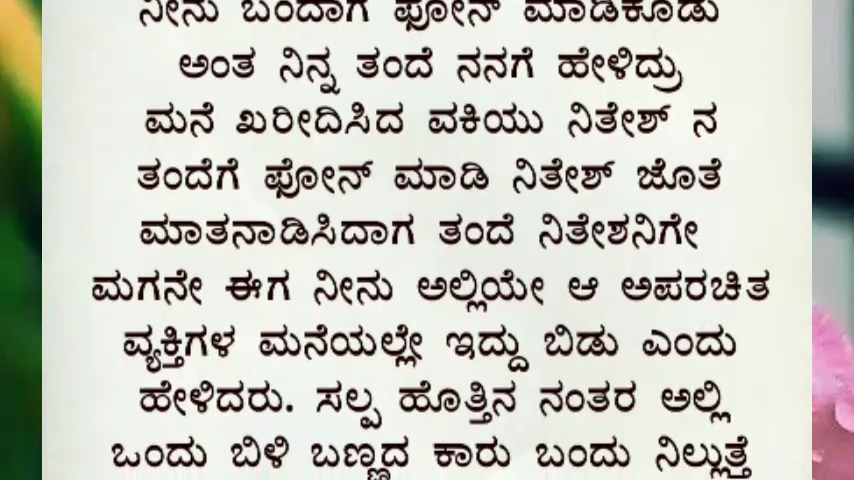 ನೀನು ಬಂದಾಗ ಫೋನ್ ಮಾಡಿಕೊಡು
ಅಂತ ನಿನ್ನ ತಂದೆ ನನಗೆ ಹೇಳಿದ್ರು
ಮನೆ ಖರೀದಿಸಿದ ವಕಿಯು ನಿತೇಶ್ ನ
ತಂದೆಗೆ ಫೋನ್ ಮಾಡಿ ನಿತೇಶ್ ಜೊತೆ
ಮಾತನಾಡಿಸಿದಾಗ ತಂದೆ ನಿತೇಶನಿಗೇ
ಮಗನೇ ಈಗ ನೀನು ಅಲ್ಲಿಯೇ ಆ ಅಪರಚಿತ
ವ್ಯಕ್ತಿಗಳ ಮನೆಯಲ್ಲೇ ಇದ್ದು ಬಿಡು ಎಂದು
ಹೇಳಿದರು. ಸಲ್ಪ ಹೊತ್ತಿನ ನಂತರ ಅಲ್ಲಿ
ಒಂದು ಬಿಳಿ ಬಣ್ಣದ ಕಾರು ಬಂದು ನಿಲ್ಲುತ್ತೆ